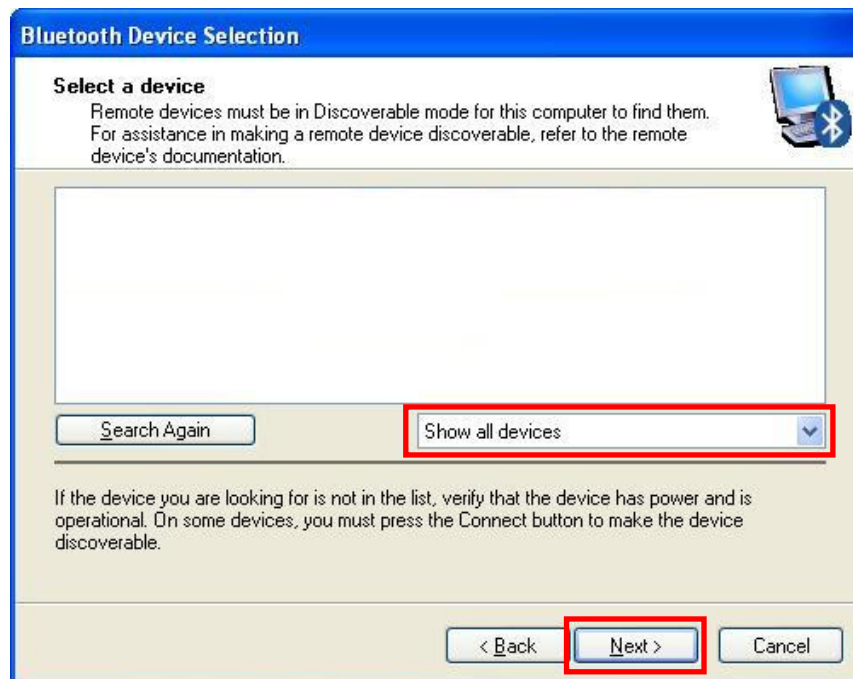 Bluetooth Device Selection
Select a device
Remote devices must be in Discoverable mode for this computer to find them.
For assistance in making a remote device discoverable, refer to the remote
device's documentation.
Search Again
Show all devices
If the device you are looking for is not in the list, verify that the device has power and is
operational. On some devices, you must press the Connect button to make the device
discoverable.
< Back
Next >
Cancel